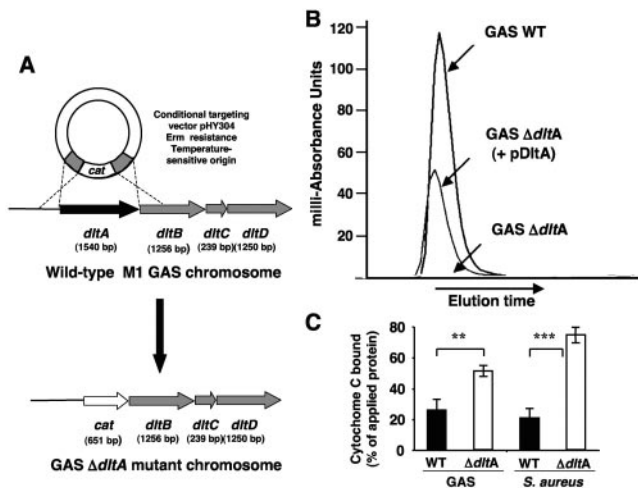 A
cat
Conditional targeting
vector pHY304
Erm resistance
Temperature-
sensitive origin
dltA dltB dltC dltD
(1540 bp) (1256 bp) (239 bp)(1250 bp)
Wild-type M1 GAS chromosome
cat dltB dltC dltD
(651 bp) (1256 bp) (239 bp)(1250 bp)
GAS ΔdltA mutant chromosome
B
milli-Absorbance Units
120
100
80
60
40
20
GAS WT
GAS ΔdltA
(+ pDltA)
GAS ΔdltA
Elution time
C
Cytochome C bound
(% of applied protein)
80
60
40
20
0
** ***
WT ΔdltA WT ΔdltA
GAS S. aureus